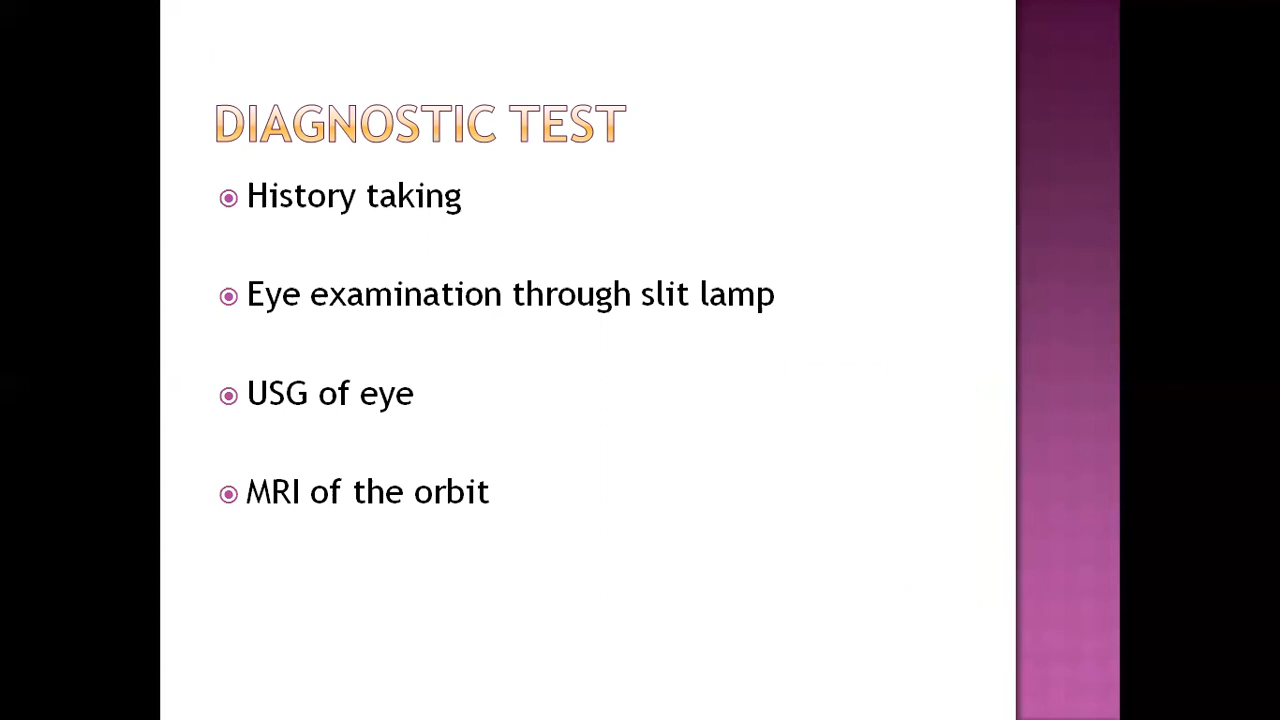 DIAGNOSTIC TEST
History taking
Eye examination through slit lamp
USG of eye
MRI of the orbit